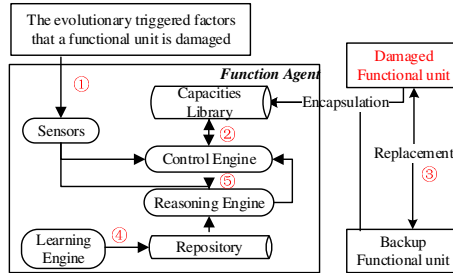 The evolutionary triggered factors
that a functional unit is damaged
①
Function Agent
Capacities
Library
Encapsulation
Damaged
Functional unit
Sensors
②
Control Engine
Replacement
③
⑤
Reasoning Engine
Learning
Engine
④
Repository
Backup
Functional unit